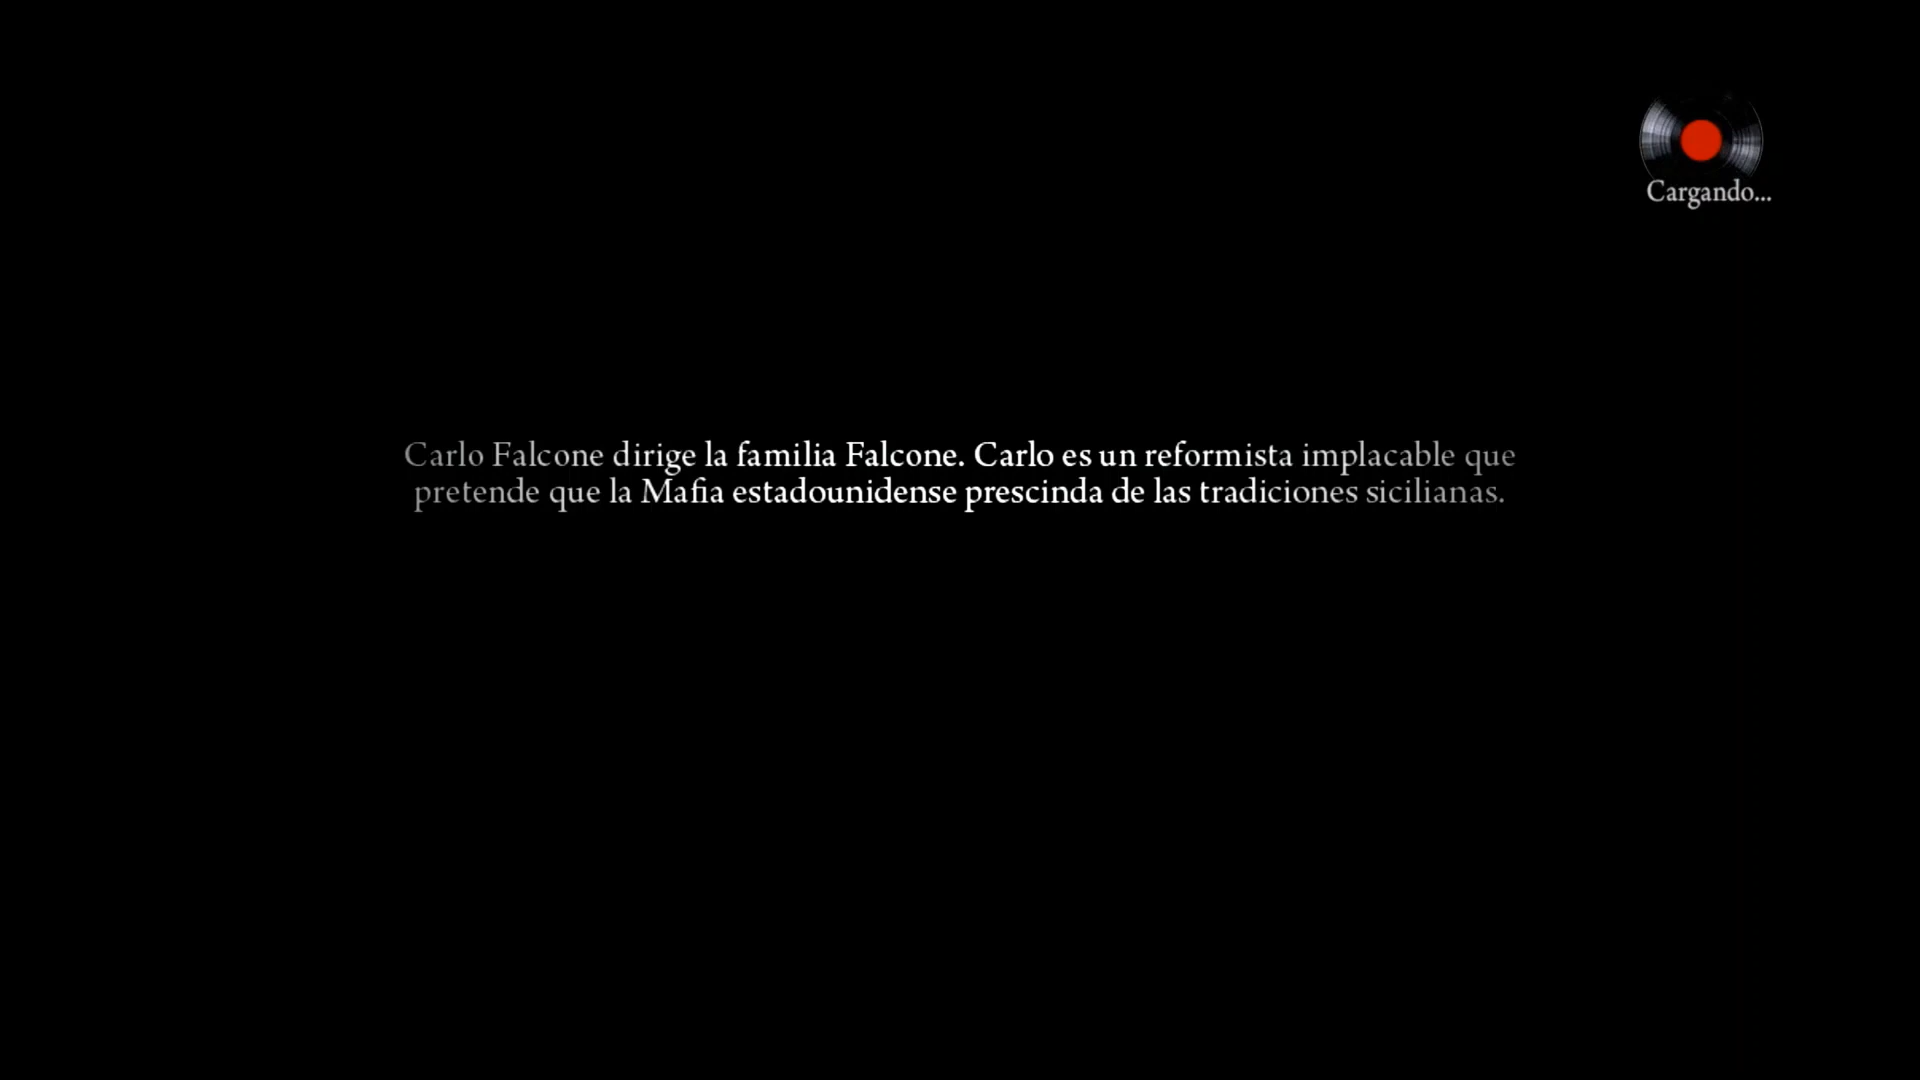 Cargando...
Carlo Falcone dirige la familia Falcone. Carlo es un reformista implacable que
pretende que la Mafia estadounidense prescinda de las tradiciones sicilianas.